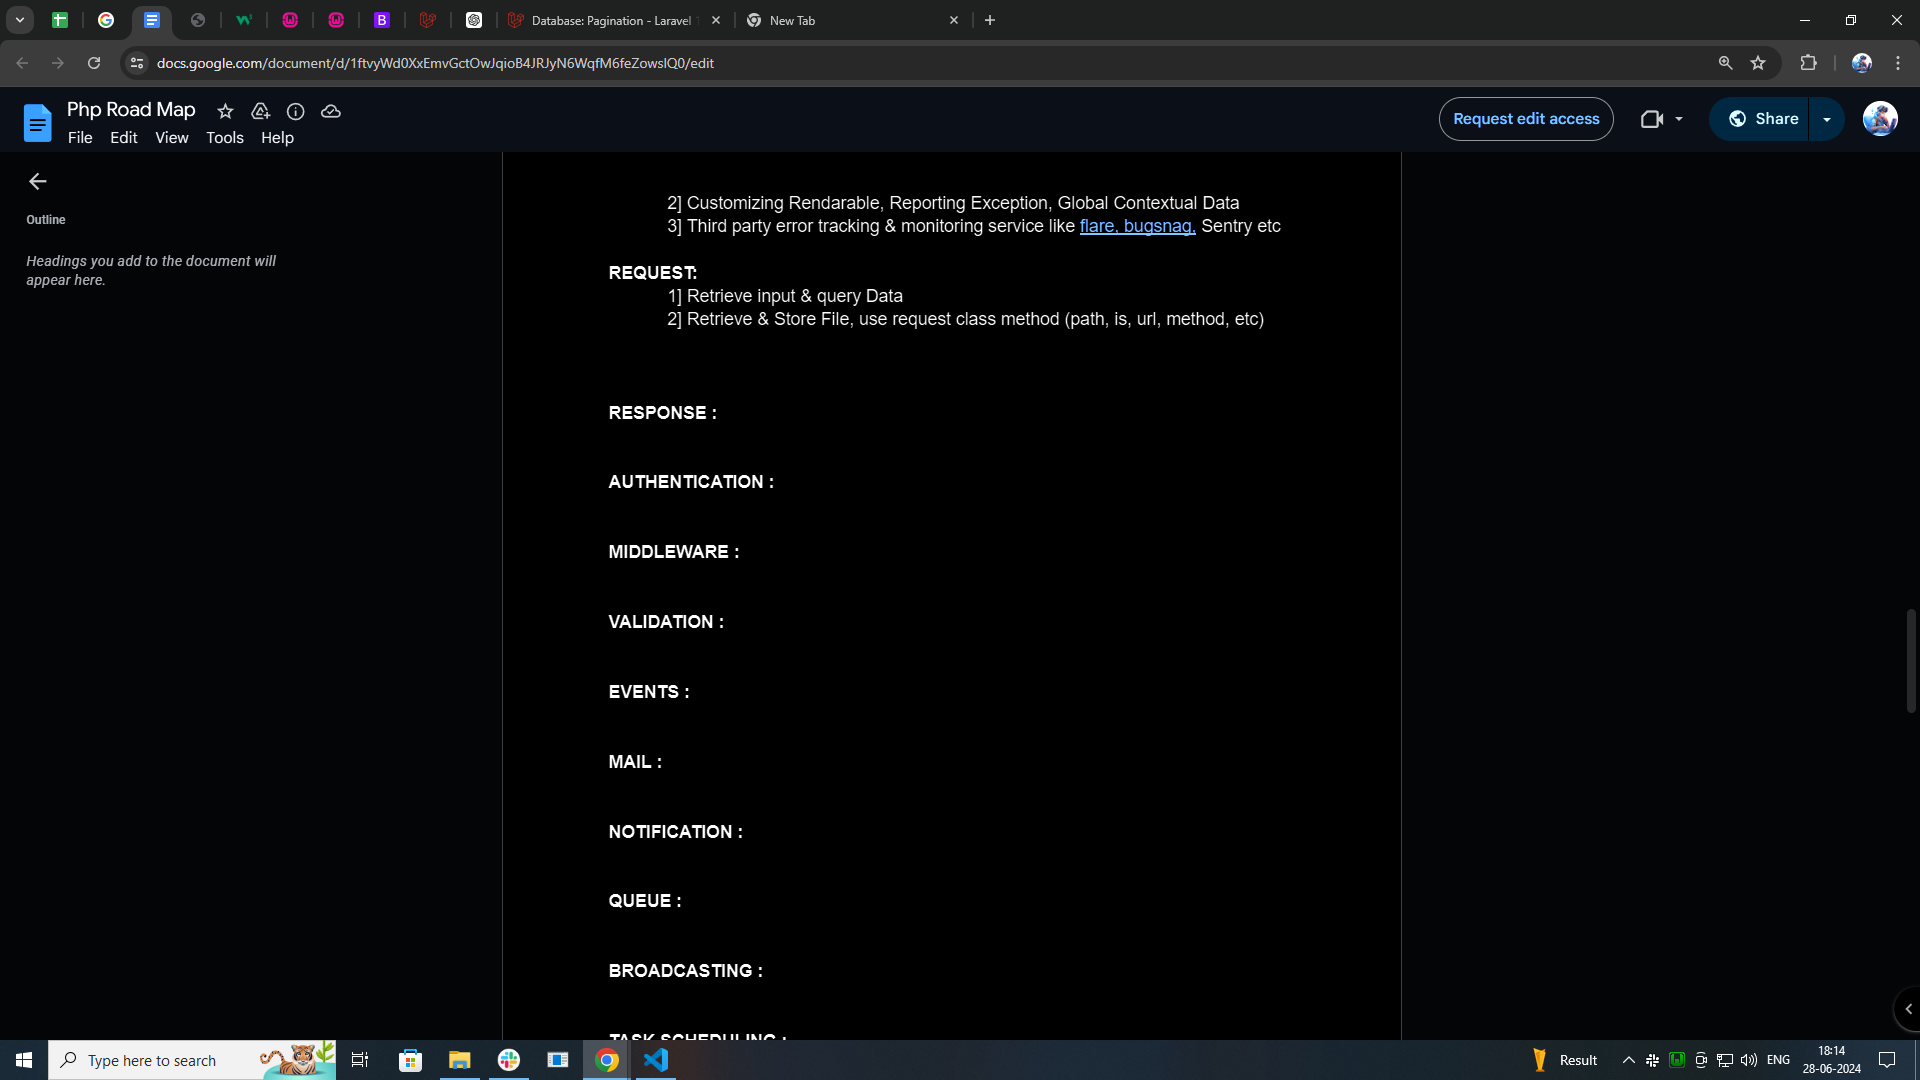 Database: Pagination - Laravel
New Tab
docs.google.com/document/d/1ftvyWd0XxEmvGctOwJqioB4JRJyN6WqfM6feZowslQ0/edit
Php Road Map
File Edit View Tools Help
Request edit access
Share
Outline
Headings you add to the document will
appear here.
2] Customizing Rendarable, Reporting Exception, Global Contextual Data
3] Third party error tracking & monitoring service like flare, bugsnag, Sentry etc
REQUEST:
1] Retrieve input & query Data
2] Retrieve & Store File, use request class method (path, is, url, method, etc)
RESPONSE :
AUTHENTICATION :
MIDDLEWARE :
VALIDATION :
EVENTS :
MAIL :
NOTIFICATION :
QUEUE :
BROADCASTING :
TASK SCHEDULING :
Type here to search
Result
ENG
18:14
28-06-2024